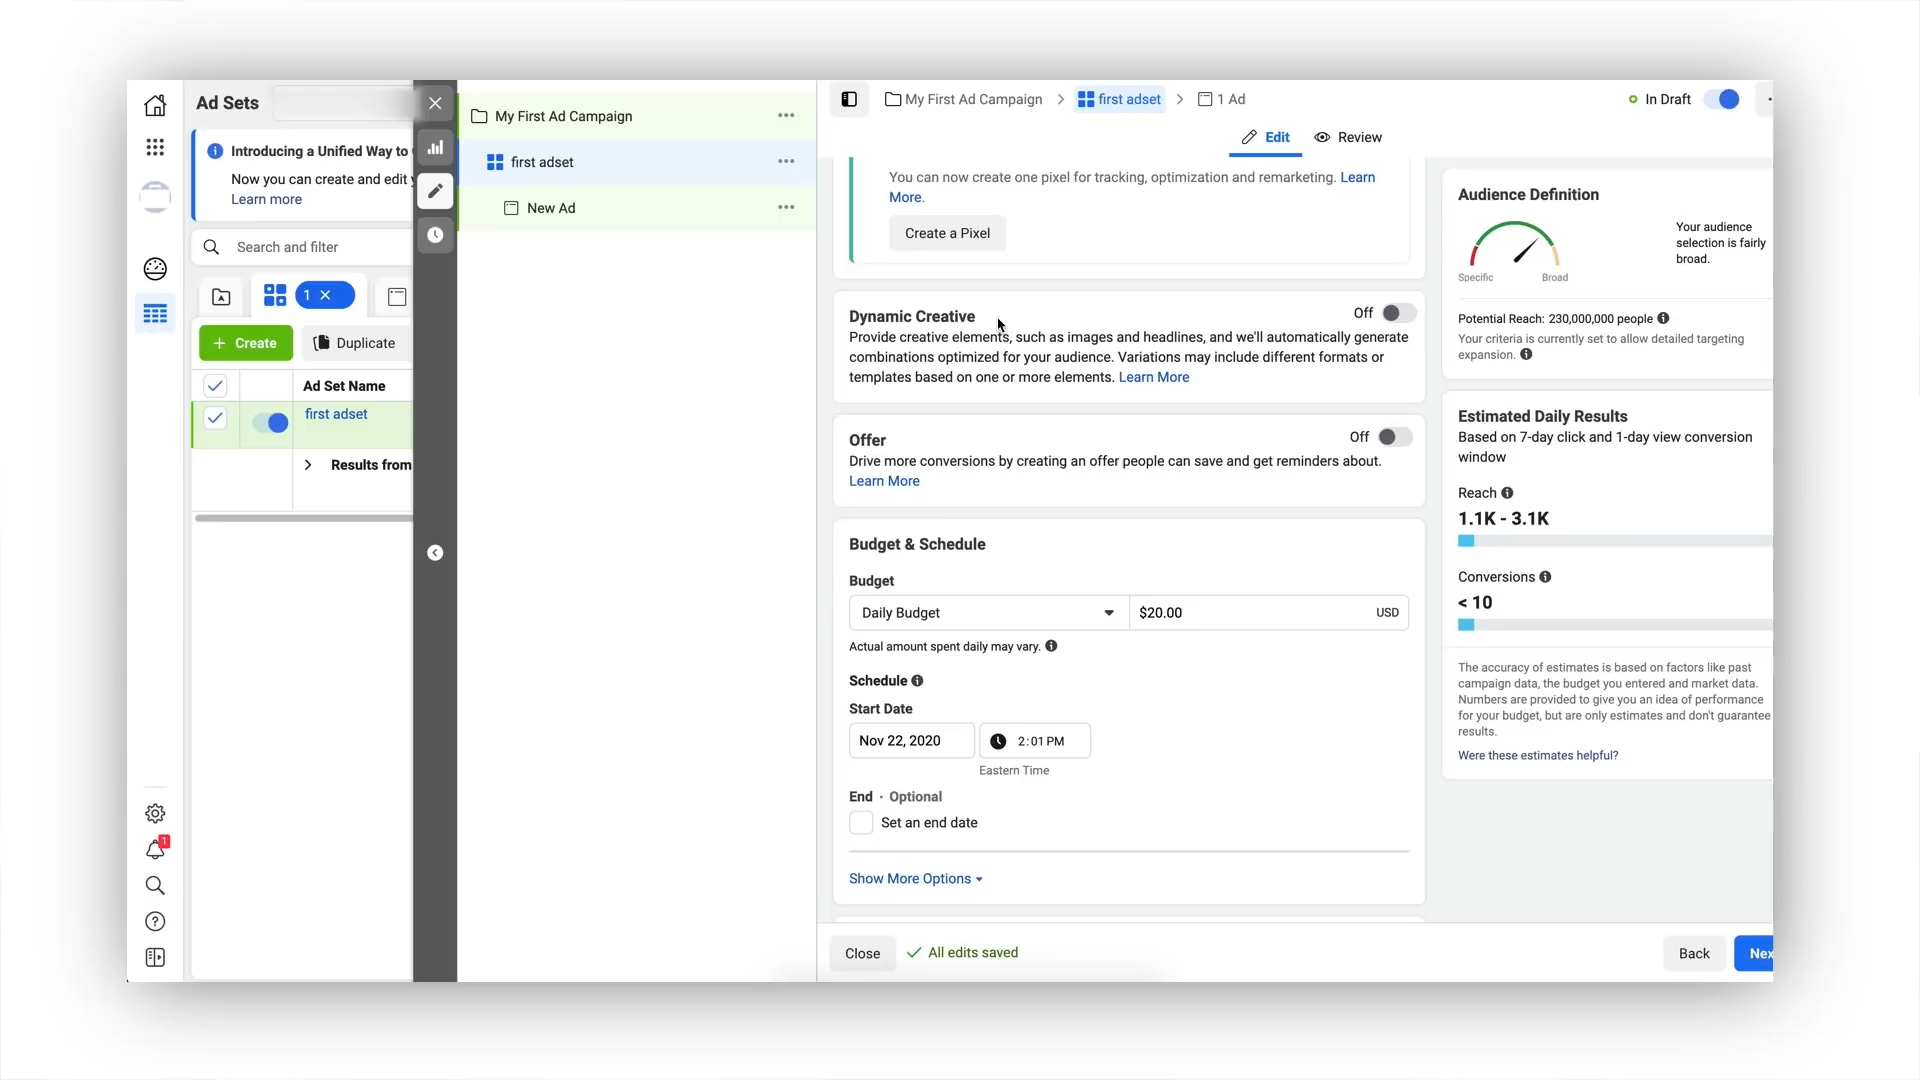 Ad Sets
Introducing a Unified Way to
Now you can create and edit
Learn more
Search and filter
1
Create
Duplicate
Ad Set Name
first adset
Results from
1
My First Ad Campaign
first adset
New Ad
My First Ad Campaign
first adset
1 Ad
In Draft
Edit
Review
You can now create one pixel for tracking, optimization and remarketing. Learn
More.
Create a Pixel
Dynamic Creative
Off
Provide creative elements, such as images and headlines, and we'll automatically generate
combinations optimized for your audience. Variations may include different formats or
templates based on one or more elements. Learn More
Offer
Off
Drive more conversions by creating an offer people can save and get reminders about.
Learn More
Budget & Schedule
Budget
Daily Budget
$20.00
USD
Actual amount spent daily may vary.
Schedule
Start Date
Nov 22, 2020
2:01 PM
Eastern Time
End · Optional
Set an end date
Show More Options
Close
All edits saved
Back
Nex
Audience Definition
Your audience
selection is fairly
broad.
Specific
Broad
Potential Reach: 230,000,000 people
Your criteria is currently set to allow detailed targeting
expansion.
Estimated Daily Results
Based on 7-day click and 1-day view conversion
window
Reach
1.1K - 3.1K
Conversions
< 10
The accuracy of estimates is based on factors like past
campaign data, the budget you entered and market data.
Numbers are provided to give you an idea of performance
for your budget, but are only estimates and don't guarantee
results.
Were these estimates helpful?